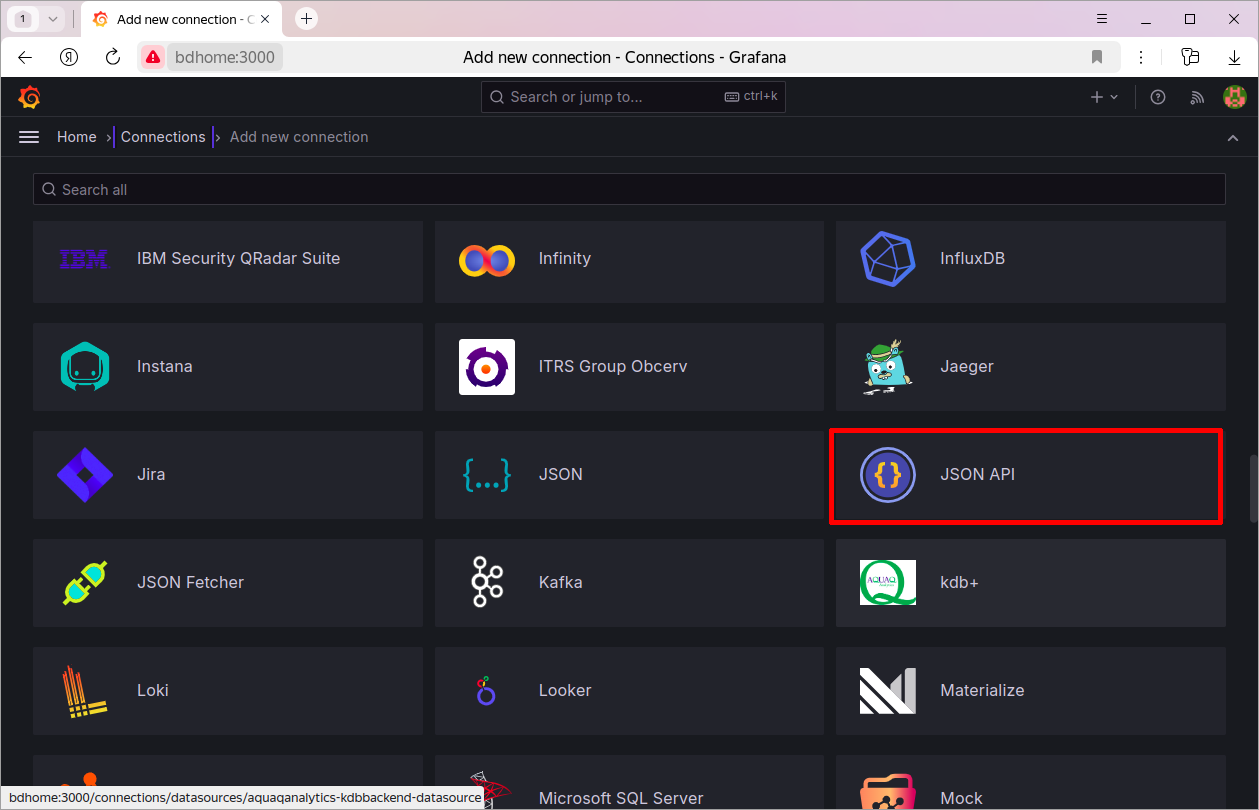 1
Add new connection - C
Я
bdhome:3000
Add new connection - Connections - Grafana
Search or jump to...
ctrl+k
Home
Connections
Add new connection
Search all
IBM
IBM Security QRadar Suite
Infinity
InfluxDB
Instana
ITRS Group Obcerv
Jaeger
Jira
{...}
JSON
{}
JSON API
JSON Fetcher
Kafka
AQUAQ
kdb+
Loki
Looker
Materialize
Microsoft SQL Server
Mock
bdhome:3000/connections/datasources/aquaqanalytics-kdbbackend-datasource